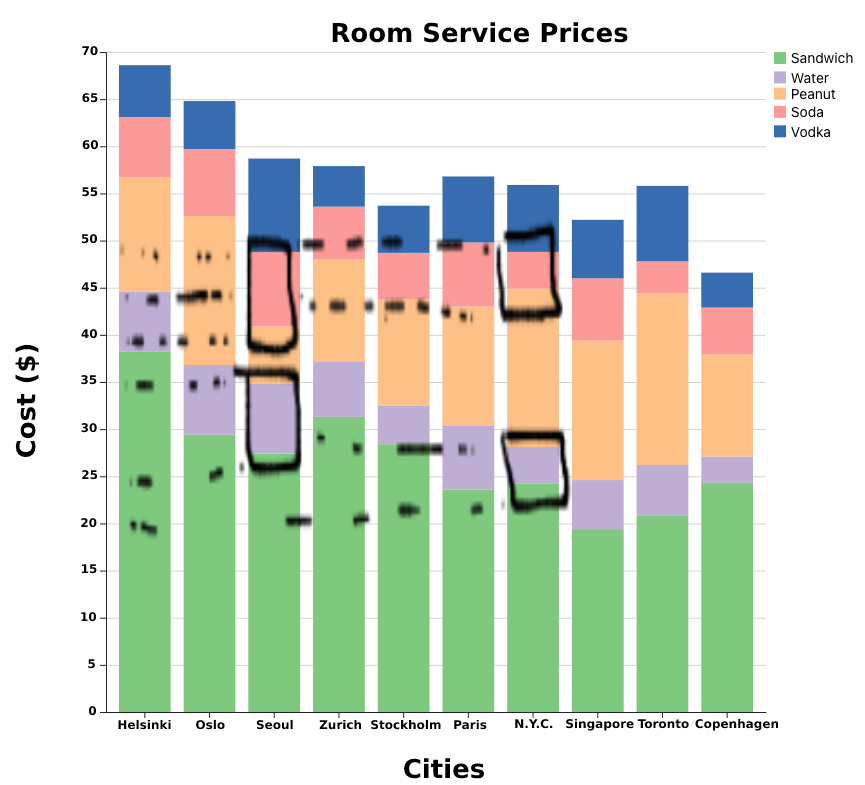 Room Service Prices
70
65
60
55
50
45
40
35
30
25
20
15
10
5
0
Cost ($)
Helsinki Oslo Seoul Zurich Stockholm Paris N.Y.C. Singapore Toronto Copenhagen
Cities
Sandwich
Water
Peanut
Soda
Vodka